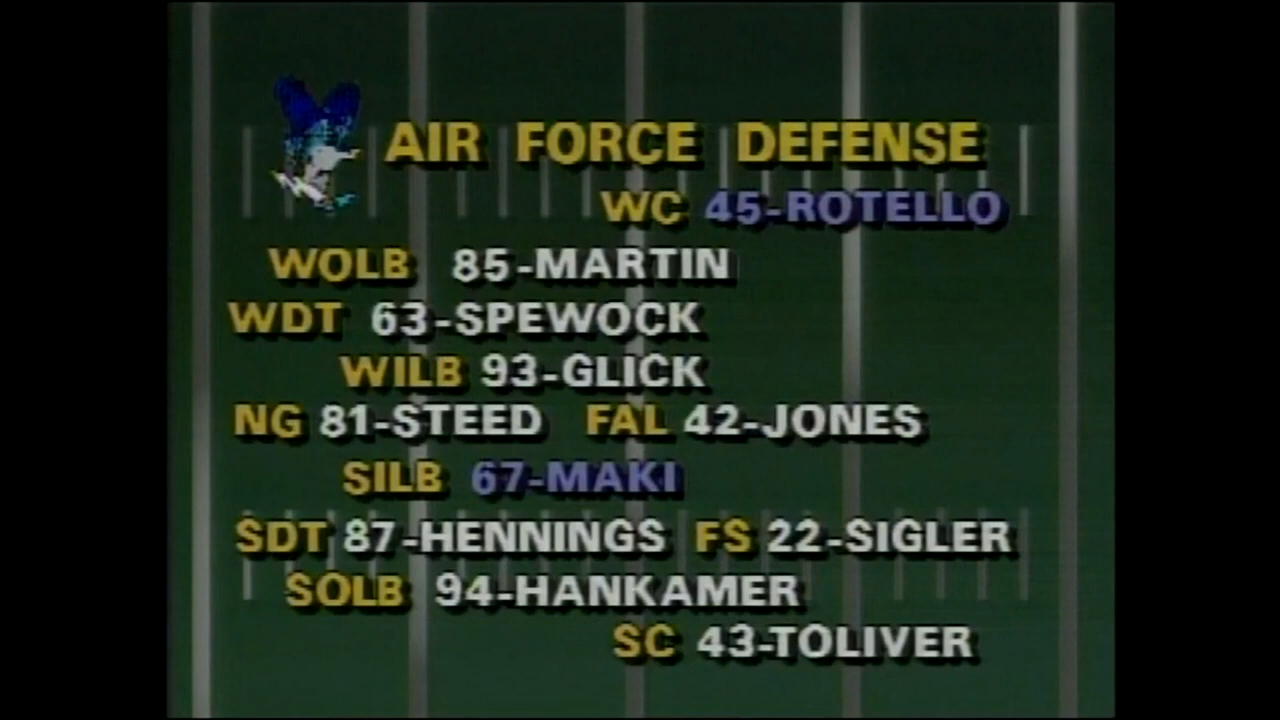 AIR FORCE DEFENSE
WC 45-ROTELLO
WOLB 85-MARTIN
WDT 63-SPEWOCK
WILB 93-GLICK
NG 81-STEED FAL 42-JONES
SILB 67-MAKI
SDT 87-HENNINGS FS 22-SIGLER
SOLB 94-HANKAMER
SC 43-TOLIVER